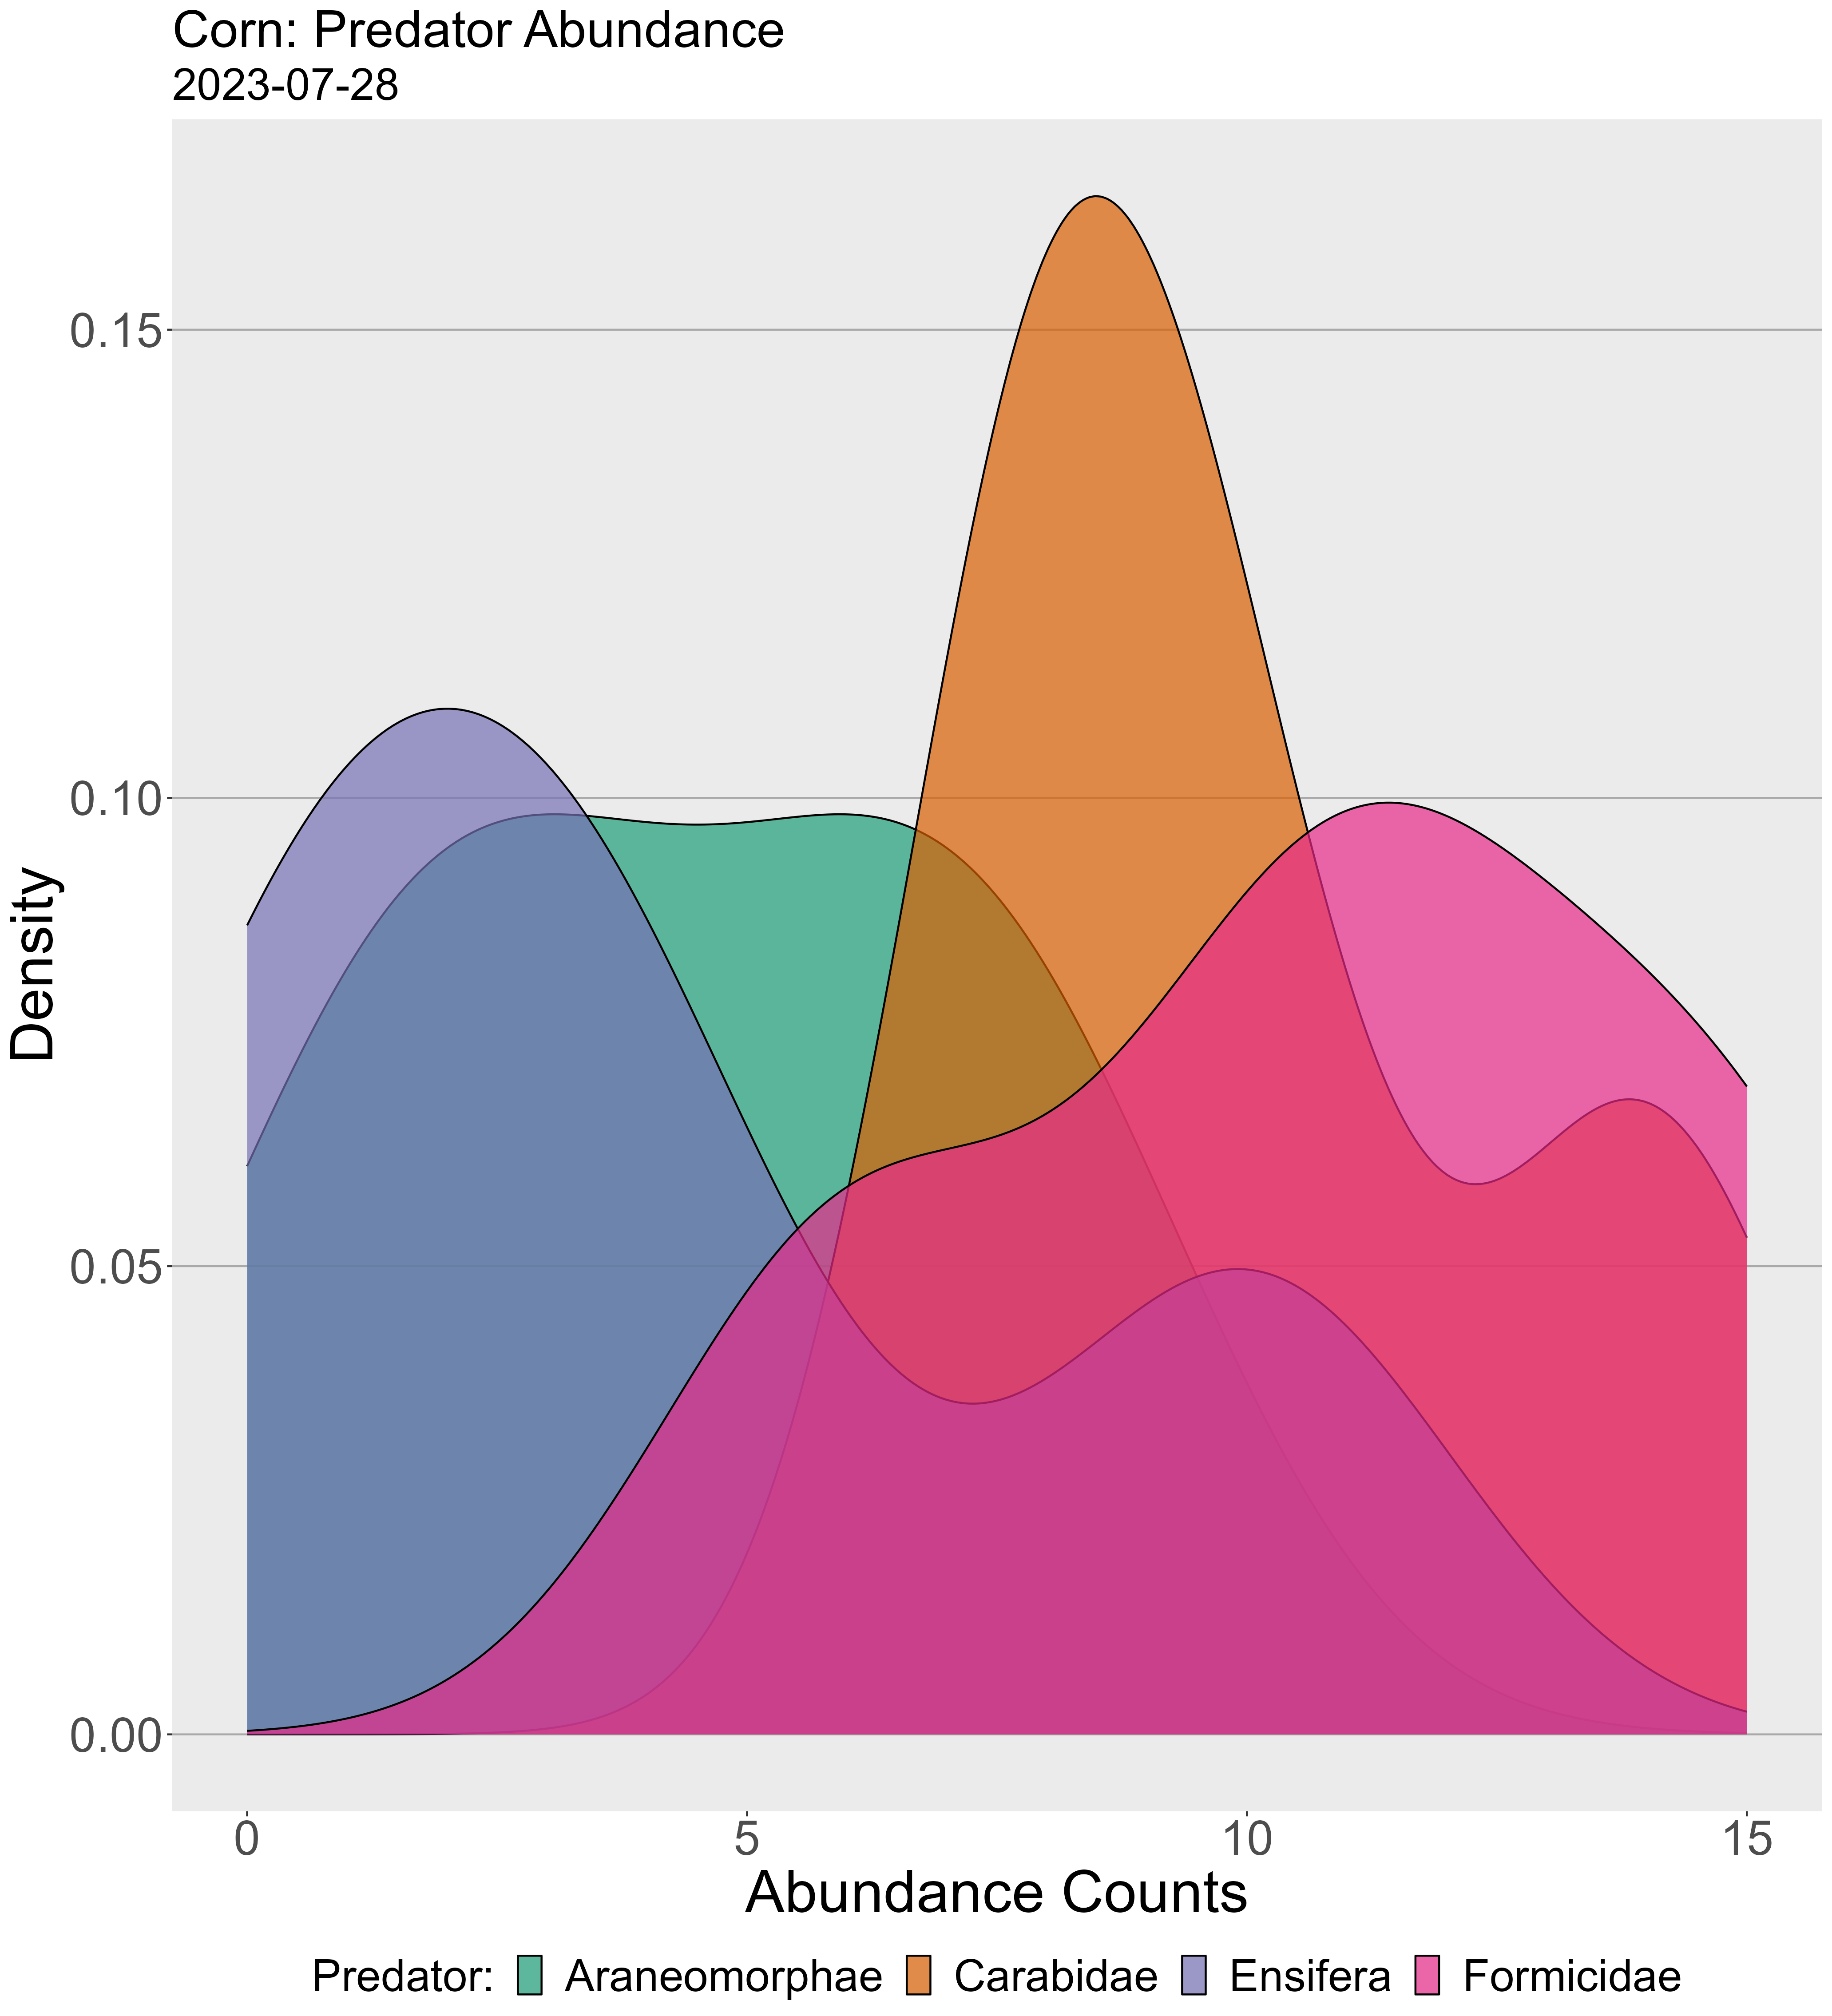 Corn: Predator Abundance
2023-07-28
0.15
0.10
0.05
0.00
Density
0 5 10 15
Abundance Counts
Predator: Araneomorphae Carabidae Ensifera Formicidae